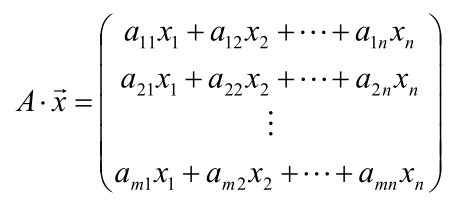 a₁₁x₁ + a₁₂x₂ + ⋯ + a₁ₙxₙ
a₂₁x₁ + a₂₂x₂ + ⋯ + a₂ₙxₙ
A · x⃗ =
⋮
aₘ₁x₁ + aₘ₂x₂ + ⋯ + aₘₙxₙ